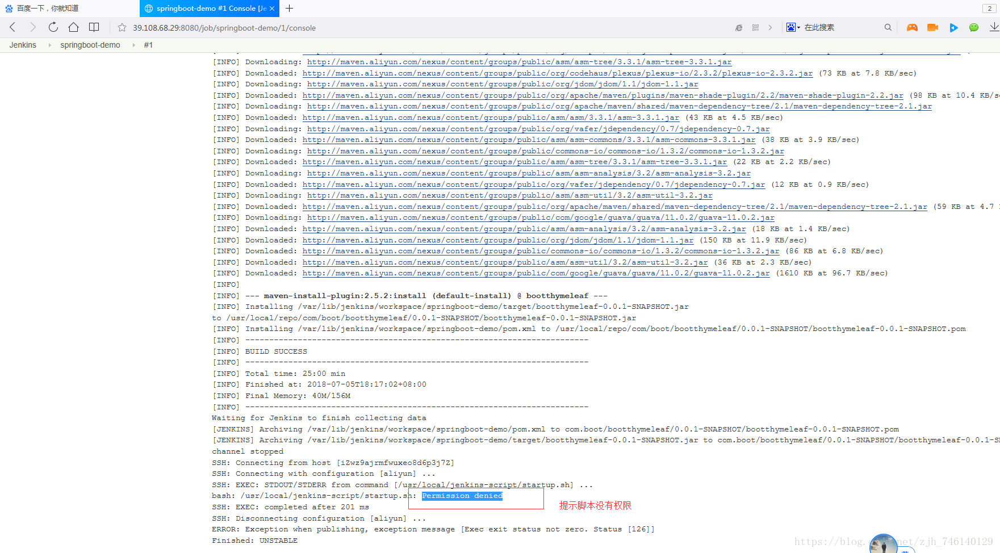 百度一下，你就知道
springboot-demo #1 Console [Je
2
39.108.68.29:8080/job/springboot-demo/1/console
在此搜索
Jenkins springboot-demo #1
[INFO] Downloading: http://maven.aliyun.com/nexus/content/groups/public/asm/asm-tree/3.3.1/asm-tree-3.3.1.jar
[INFO] Downloaded: http://maven.aliyun.com/nexus/content/groups/public/org/codehaus/plexus/plexus-io/2.3.2/plexus-io-2.3.2.jar (73 KB at 7.8 KB/sec)
[INFO] Downloading: http://maven.aliyun.com/nexus/content/groups/public/org/jdom/jdom/1.1/jdom-1.1.jar
[INFO] Downloaded: http://maven.aliyun.com/nexus/content/groups/public/org/apache/maven/plugins/maven-shade-plugin/2.2/maven-shade-plugin-2.2.jar (98 KB at 10.4 KB/se
[INFO] Downloading: http://maven.aliyun.com/nexus/content/groups/public/org/apache/maven/shared/maven-dependency-tree/2.1/maven-dependency-tree-2.1.jar
[INFO] Downloaded: http://maven.aliyun.com/nexus/content/groups/public/asm/asm/3.3.1/asm-3.3.1.jar (43 KB at 4.5 KB/sec)
[INFO] Downloading: http://maven.aliyun.com/nexus/content/groups/public/org/vafer/jdependency/0.7/jdependency-0.7.jar
[INFO] Downloaded: http://maven.aliyun.com/nexus/content/groups/public/asm/asm-commons/3.3.1/asm-commons-3.3.1.jar (38 KB at 3.9 KB/sec)
[INFO] Downloading: http://maven.aliyun.com/nexus/content/groups/public/commons-io/commons-io/1.3.2/commons-io-1.3.2.jar
[INFO] Downloaded: http://maven.aliyun.com/nexus/content/groups/public/asm/asm-tree/3.3.1/asm-tree-3.3.1.jar (22 KB at 2.2 KB/sec)
[INFO] Downloading: http://maven.aliyun.com/nexus/content/groups/public/asm/asm-analysis/3.2/asm-analysis-3.2.jar
[INFO] Downloaded: http://maven.aliyun.com/nexus/content/groups/public/org/vafer/jdependency/0.7/jdependency-0.7.jar (12 KB at 0.9 KB/sec)
[INFO] Downloading: http://maven.aliyun.com/nexus/content/groups/public/asm/asm-util/3.2/asm-util-3.2.jar
[INFO] Downloaded: http://maven.aliyun.com/nexus/content/groups/public/org/apache/maven/shared/maven-dependency-tree/2.1/maven-dependency-tree-2.1.jar (59 KB at 4.7
[INFO] Downloading: http://maven.aliyun.com/nexus/content/groups/public/com/google/guava/guava/11.0.2/guava-11.0.2.jar
[INFO] Downloaded: http://maven.aliyun.com/nexus/content/groups/public/asm/asm-analysis/3.2/asm-analysis-3.2.jar (18 KB at 1.4 KB/sec)
[INFO] Downloaded: http://maven.aliyun.com/nexus/content/groups/public/org/jdom/jdom/1.1/jdom-1.1.jar (150 KB at 11.9 KB/sec)
[INFO] Downloaded: http://maven.aliyun.com/nexus/content/groups/public/commons-io/commons-io/1.3.2/commons-io-1.3.2.jar (86 KB at 6.8 KB/sec)
[INFO] Downloaded: http://maven.aliyun.com/nexus/content/groups/public/asm/asm-util/3.2/asm-util-3.2.jar (36 KB at 2.3 KB/sec)
[INFO] Downloaded: http://maven.aliyun.com/nexus/content/groups/public/com/google/guava/guava/11.0.2/guava-11.0.2.jar (1610 KB at 96.7 KB/sec)
[INFO]
[INFO] --- maven-install-plugin:2.5.2:install (default-install) @ bootthymeleaf ---
[INFO] Installing /var/lib/jenkins/workspace/springboot-demo/target/bootthymeleaf-0.0.1-SNAPSHOT.jar
to /usr/local/repo/com/boot/bootthymeleaf/0.0.1-SNAPSHOT/bootthymeleaf-0.0.1-SNAPSHOT.jar
[INFO] Installing /var/lib/jenkins/workspace/springboot-demo/pom.xml to /usr/local/repo/com/boot/bootthymeleaf/0.0.1-SNAPSHOT/bootthymeleaf-0.0.1-SNAPSHOT.pom
[INFO] ------------------------------------------------------------------------
[INFO] BUILD SUCCESS
[INFO] ------------------------------------------------------------------------
[INFO] Total time: 25:00 min
[INFO] Finished at: 2018-07-05T18:17:02+08:00
[INFO] Final Memory: 40M/156M
[INFO] ------------------------------------------------------------------------
Waiting for Jenkins to finish collecting data
[JENKINS] Archiving /var/lib/jenkins/workspace/springboot-demo/pom.xml to com.boot/bootthymeleaf/0.0.1-SNAPSHOT/bootthymeleaf-0.0.1-SNAPSHOT.pom
[JENKINS] Archiving /var/lib/jenkins/workspace/springboot-demo/target/bootthymeleaf-0.0.1-SNAPSHOT.jar to com.boot/bootthymeleaf/0.0.1-SNAPSHOT/bootthymeleaf-0.0.1-S
channel stopped
SSH: Connecting from host [iZwz9ajrmfwuxeo8d6p3j7Z]
SSH: Connecting with configuration [aliyun] ...
SSH: EXEC: STDOUT/STDERR from command [/usr/local/jenkins-script/startup.sh] ...
bash: /usr/local/jenkins-script/startup.sh: Permission denied
提示脚本没有权限
SSH: EXEC: completed after 201 ms
SSH: Disconnecting configuration [aliyun] ...
ERROR: Exception when publishing, exception message [Exec exit status not zero. Status [126]]
Finished: UNSTABLE
https://blog. net/zjh_746140129